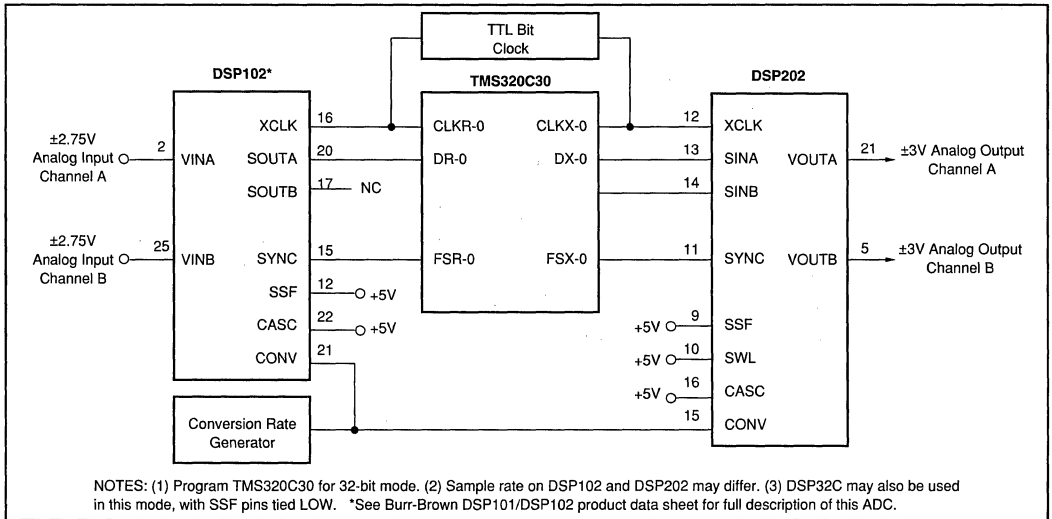 TTL Bit
Clock
DSP102*
TMS320C30
DSP202
±2.75V
Analog Input
Channel A
2
VINA
XCLK
16
CLKR-0
CLKX-0
12
XCLK
SOUTA
20
DR-0
DX-0
13
SINA
VOUTA
21
±3V Analog Output
Channel A
SOUTB
17
NC
14
SINB
±2.75V
Analog Input
Channel B
25
VINB
SYNC
15
FSR-0
FSX-0
11
SYNC
VOUTB
5
±3V Analog Output
Channel B
SSF
12
+5V
CASC
22
+5V
CONV
21
+5V
9
SSF
+5V
10
SWL
+5V
16
CASC
15
CONV
Conversion Rate
Generator
NOTES: (1) Program TMS320C30 for 32-bit mode. (2) Sample rate on DSP102 and DSP202 may differ. (3) DSP32C may also be used
in this mode, with SSF pins tied LOW. *See Burr-Brown DSP101/DSP102 product data sheet for full description of this ADC.